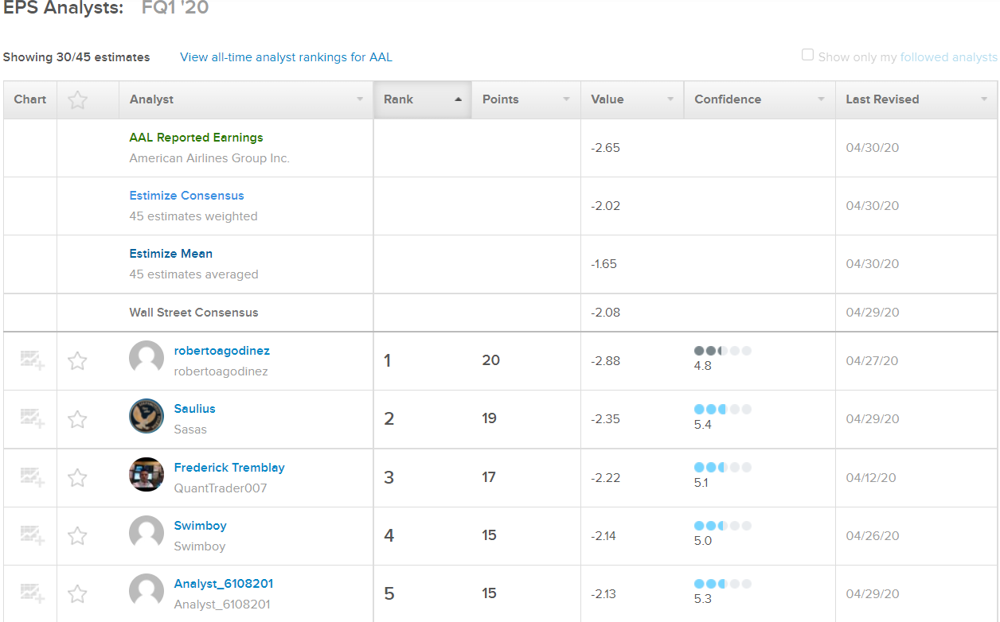 EPS Analysts: FQ1 '20
Showing 30/45 estimates View all-time analyst rankings for AAL Show only my followed analysts
Chart Analyst Rank Points Value Confidence Last Revised
AAL Reported Earnings
American Airlines Group Inc.
-2.65 04/30/20
Estimize Consensus
45 estimates weighted
-2.02 04/30/20
Estimize Mean
45 estimates averaged
-1.65 04/30/20
Wall Street Consensus -2.08 04/29/20
robertoagodinez
robertoagodinez
1 20 -2.88 4.8 04/27/20
Saulius
Sasas
2 19 -2.35 5.4 04/29/20
Frederick Tremblay
QuantTrader007
3 17 -2.22 5.1 04/12/20
Swimboy
Swimboy
4 15 -2.14 5.0 04/26/20
Analyst_6108201
Analyst_6108201
5 15 -2.13 5.3 04/29/20